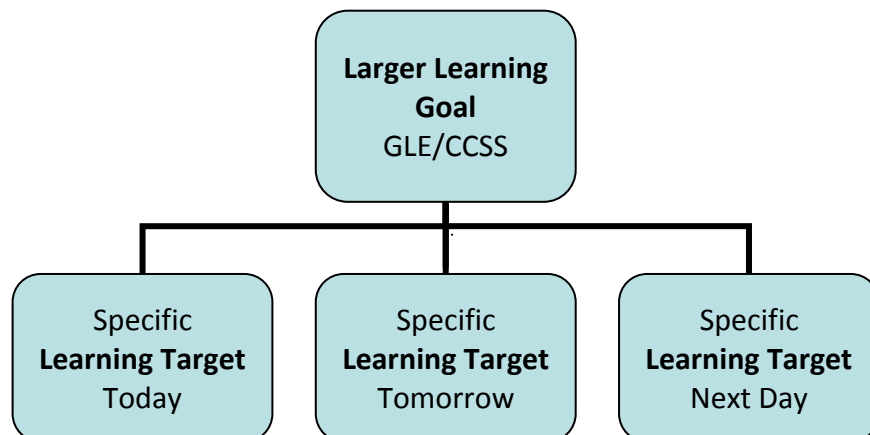 Larger Learning
Goal
GLE/CCSS
Specific
Learning Target
Today
Specific
Learning Target
Tomorrow
Specific
Learning Target
Next Day